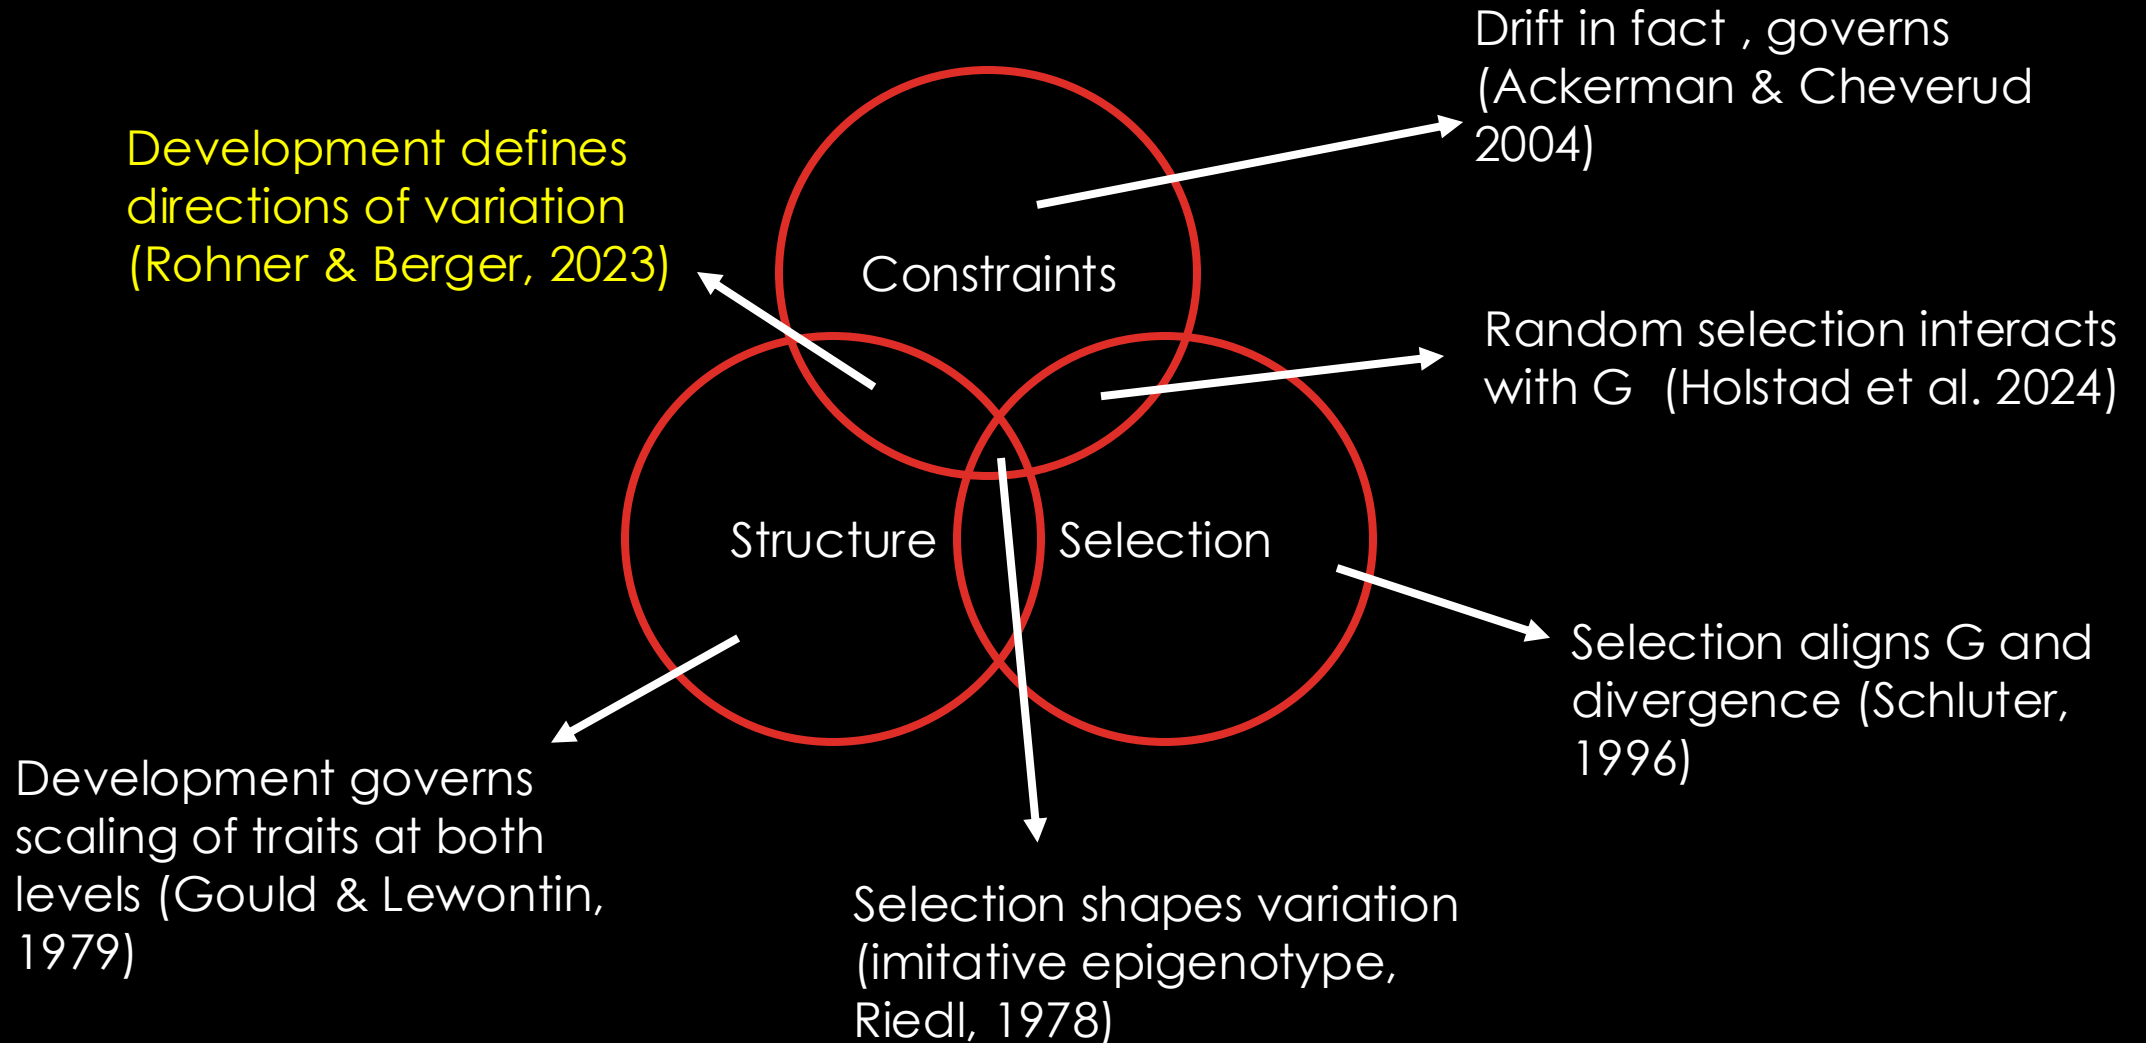 Drift in fact , governs
(Ackerman & Cheverud
2004)
Development defines
directions of variation
(Rohner & Berger, 2023)
Constraints
Random selection interacts
with G  (Holstad et al. 2024)
Structure
Selection
Selection aligns G and
divergence (Schluter,
1996)
Development governs
scaling of traits at both
levels (Gould & Lewontin,
1979)
Selection shapes variation
(imitative epigenotype,
Riedl, 1978)